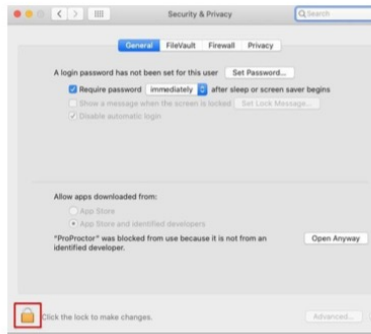 Security & Privacy
Search
General FileVault Firewall Privacy
A login password has not been set for this user Set Password...
Require password immediately after sleep or screen saver begins
Show a message when the screen is locked Set Lock Message...
Disable automatic login
Allow apps downloaded from:
App Store
App Store and identified developers
"ProProctor" was blocked from use because it is not from an Open Anyway
identified developer.
Click the lock to make changes. Advanced...